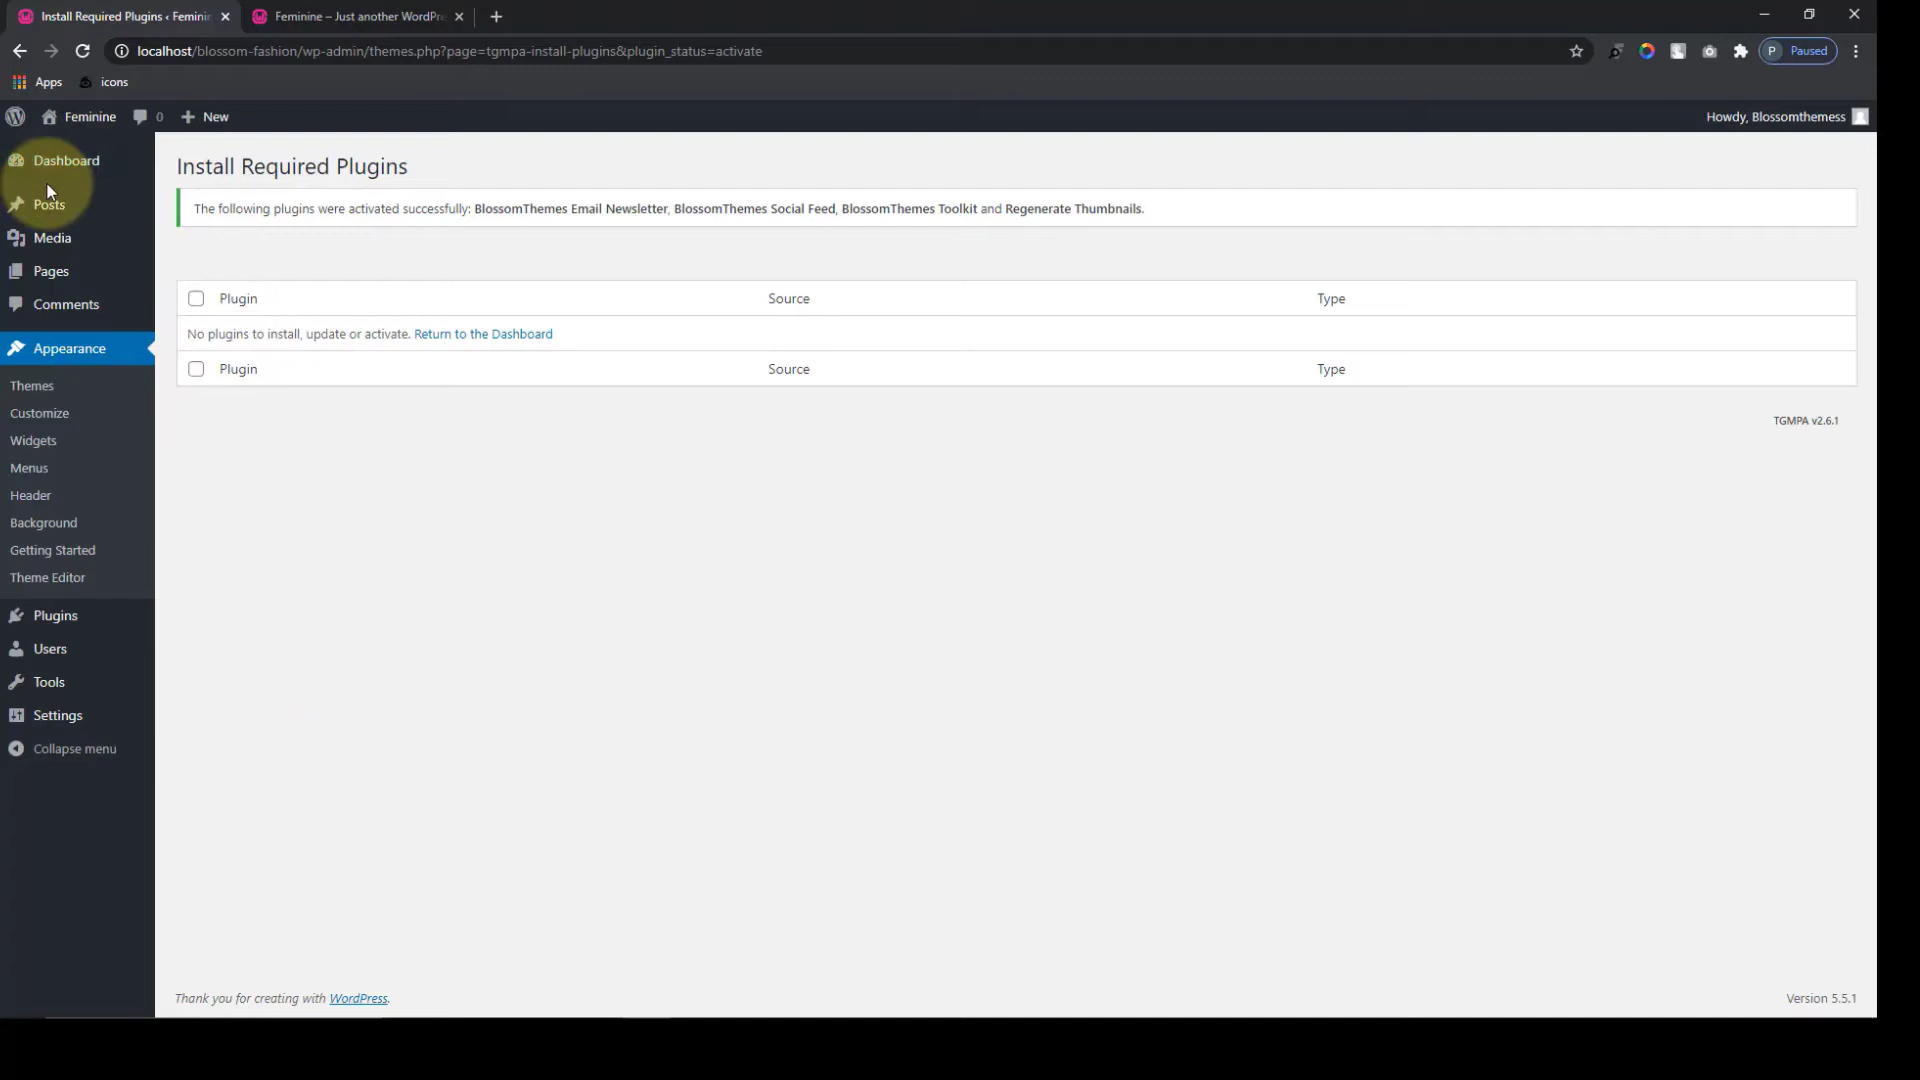 Install Required Plugins ‹ Femini
Feminine – Just another WordPre
localhost/blossom-fashion/wp-admin/themes.php?page=tgmpa-install-plugins&plugin_status=activate
P Paused
Apps
icons
Feminine
0
New
Howdy, Blossomthemess
Dashboard
Posts
Media
Pages
Comments
Appearance
Themes
Customize
Widgets
Menus
Header
Background
Getting Started
Theme Editor
Plugins
Users
Tools
Settings
Collapse menu
Install Required Plugins
The following plugins were activated successfully: BlossomThemes Email Newsletter, BlossomThemes Social Feed, BlossomThemes Toolkit and Regenerate Thumbnails.
Plugin Source Type
No plugins to install, update or activate. Return to the Dashboard
Plugin Source Type
TGMPA v2.6.1
Thank you for creating with WordPress.
Version 5.5.1